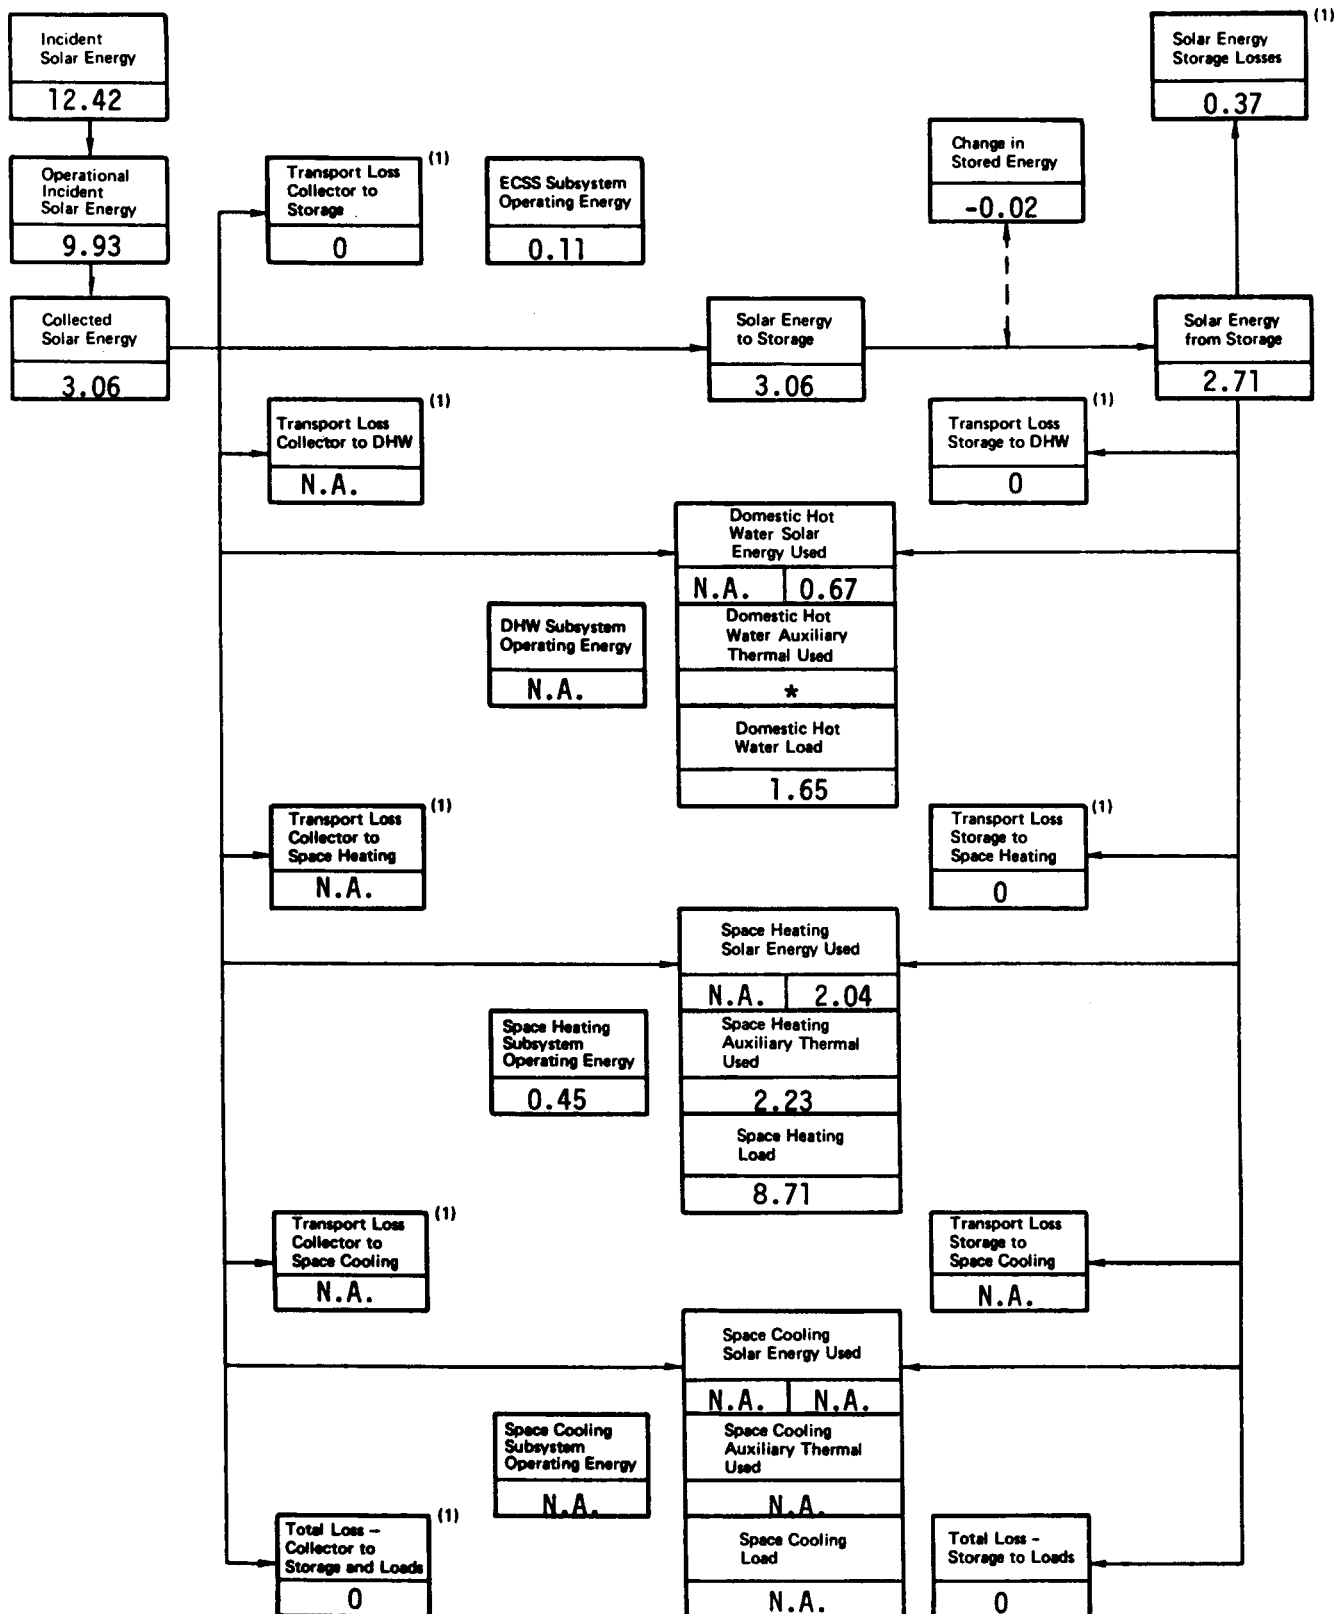 Incident
Solar Energy
12.42
(1)
Solar Energy
Storage Losses
0.37
Operational
Incident
Solar Energy
9.93
(1)
Transport Loss
Collector to
Storage
0
ECSS Subsystem
Operating Energy
0.11
Change in
Stored Energy
-0.02
Collected
Solar Energy
3.06
Solar Energy
to Storage
3.06
Solar Energy
from Storage
2.71
(1)
Transport Loss
Collector to DHW
N.A.
(1)
Transport Loss
Storage to DHW
0
Domestic Hot
Water Solar
Energy Used
N.A. 0.67
Domestic Hot
Water Auxiliary
Thermal Used
*
Domestic Hot
Water Load
1.65
DHW Subsystem
Operating Energy
N.A.
(1)
Transport Loss
Collector to
Space Heating
N.A.
(1)
Transport Loss
Storage to
Space Heating
0
Space Heating
Solar Energy Used
N.A. 2.04
Space Heating
Auxiliary Thermal
Used
2.23
Space Heating
Load
8.71
Space Heating
Subsystem
Operating Energy
0.45
(1)
Transport Loss
Collector to
Space Cooling
N.A.
Transport Loss
Storage to
Space Cooling
N.A.
Space Cooling
Solar Energy Used
N.A. N.A.
Space Cooling
Auxiliary Thermal
Used
N.A.
Space Cooling
Load
N.A.
Space Cooling
Subsystem
Operating Energy
N.A.
(1)
Total Loss –
Collector to
Storage and Loads
0
Total Loss -
Storage to Loads
0